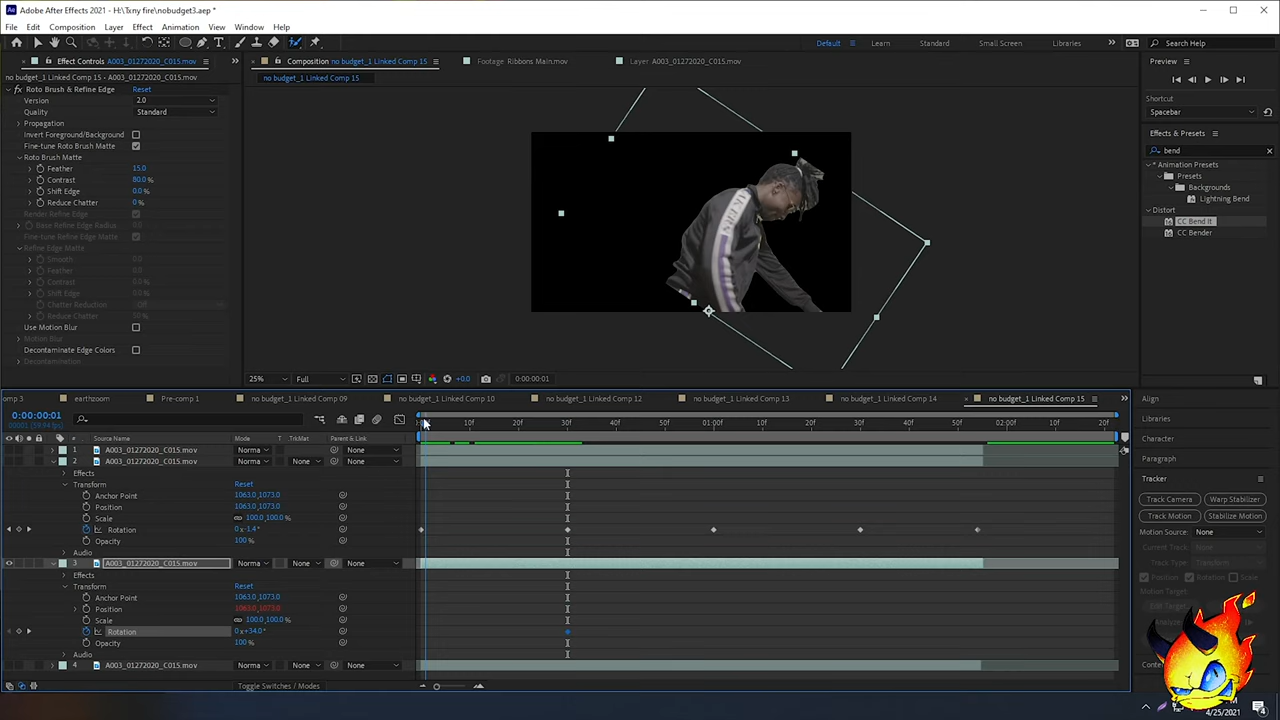 Adobe After Effects 2021 - H:\Txny fire\nobudget3.aep *
File Edit Composition Layer Effect Animation View Window Help
Default Learn Standard Small Screen Libraries Search Help
Effect Controls A003_01272020_C015.mov
Composition no budget_1 Linked Comp 15
Footage Ribbons Main.mov
Layer A003_01272020_C015.mov
Preview
no budget_1 Linked Comp 15 • A003_01272020_C015.mov
no budget_1 Linked Comp 15
fx Roto Brush & Refine Edge Reset
Version 2.0
Quality Standard
Propagation
Invert Foreground/Background
Fine-tune Roto Brush Matte
Roto Brush Matte
Feather 15.0
Contrast 80.0 %
Shift Edge 0.0 %
Reduce Chatter 0 %
Render Refine Edge
Base Refine Edge Radius
Fine-tune Refine Edge Matte
Refine Edge Matte
Smooth 0.0
Feather 0.0
Contrast 0.0 %
Shift Edge 0.0 %
Chatter Reduction Off
Reduce Chatter
Use Motion Blur
Motion Blur
Decontaminate Edge Colors
Decontamination
Shortcut
Spacebar
Effects & Presets
bend
* Animation Presets
Presets
Backgrounds
Lightning Bend
Distort
CC Bend It
CC Bender
25% Full +0.0 0:00:00:01
comp 3 earthzoom Pre-comp 1 no budget_1 Linked Comp 09 no budget_1 Linked Comp 10 no budget_1 Linked Comp 12 no budget_1 Linked Comp 13 no budget_1 Linked Comp 14 no budget_1 Linked Comp 15
0:00:00:01
00001 (59.94 fps)
10f 20f 40f 50f 01:00f 10f 20f 30f 40f 50f 02:00f 10f 20f
# Source Name Mode T .TrkMat Parent & Link
1 A003_01272020_C015.mov Norma None
2 A003_01272020_C015.mov Norma None None
Effects
Transform Reset
Anchor Point 1063.0,1073.0
Position 1063.0,1073.0
Scale 100.0,100.0%
Rotation 0x-1.4°
Opacity 100 %
Audio
3 A003_01272020_C015.mov Norma None None
Effects
Transform Reset
Anchor Point 1063.0,1073.0
Position 1063.0,1073.0
Scale 100.0,100.0%
Rotation 0x+34.0°
Opacity 100 %
Audio
4 A003_01272020_C015.mov Norma None None
Toggle Switches / Modes
Align
Libraries
Character
Paragraph
Tracker
Track Camera Warp Stabilizer
Track Motion Stabilize Motion
Motion Source: None
Current Track: None
Track Type: Transform
Position Rotation Scale
Motion Target:
4/25/2021
4